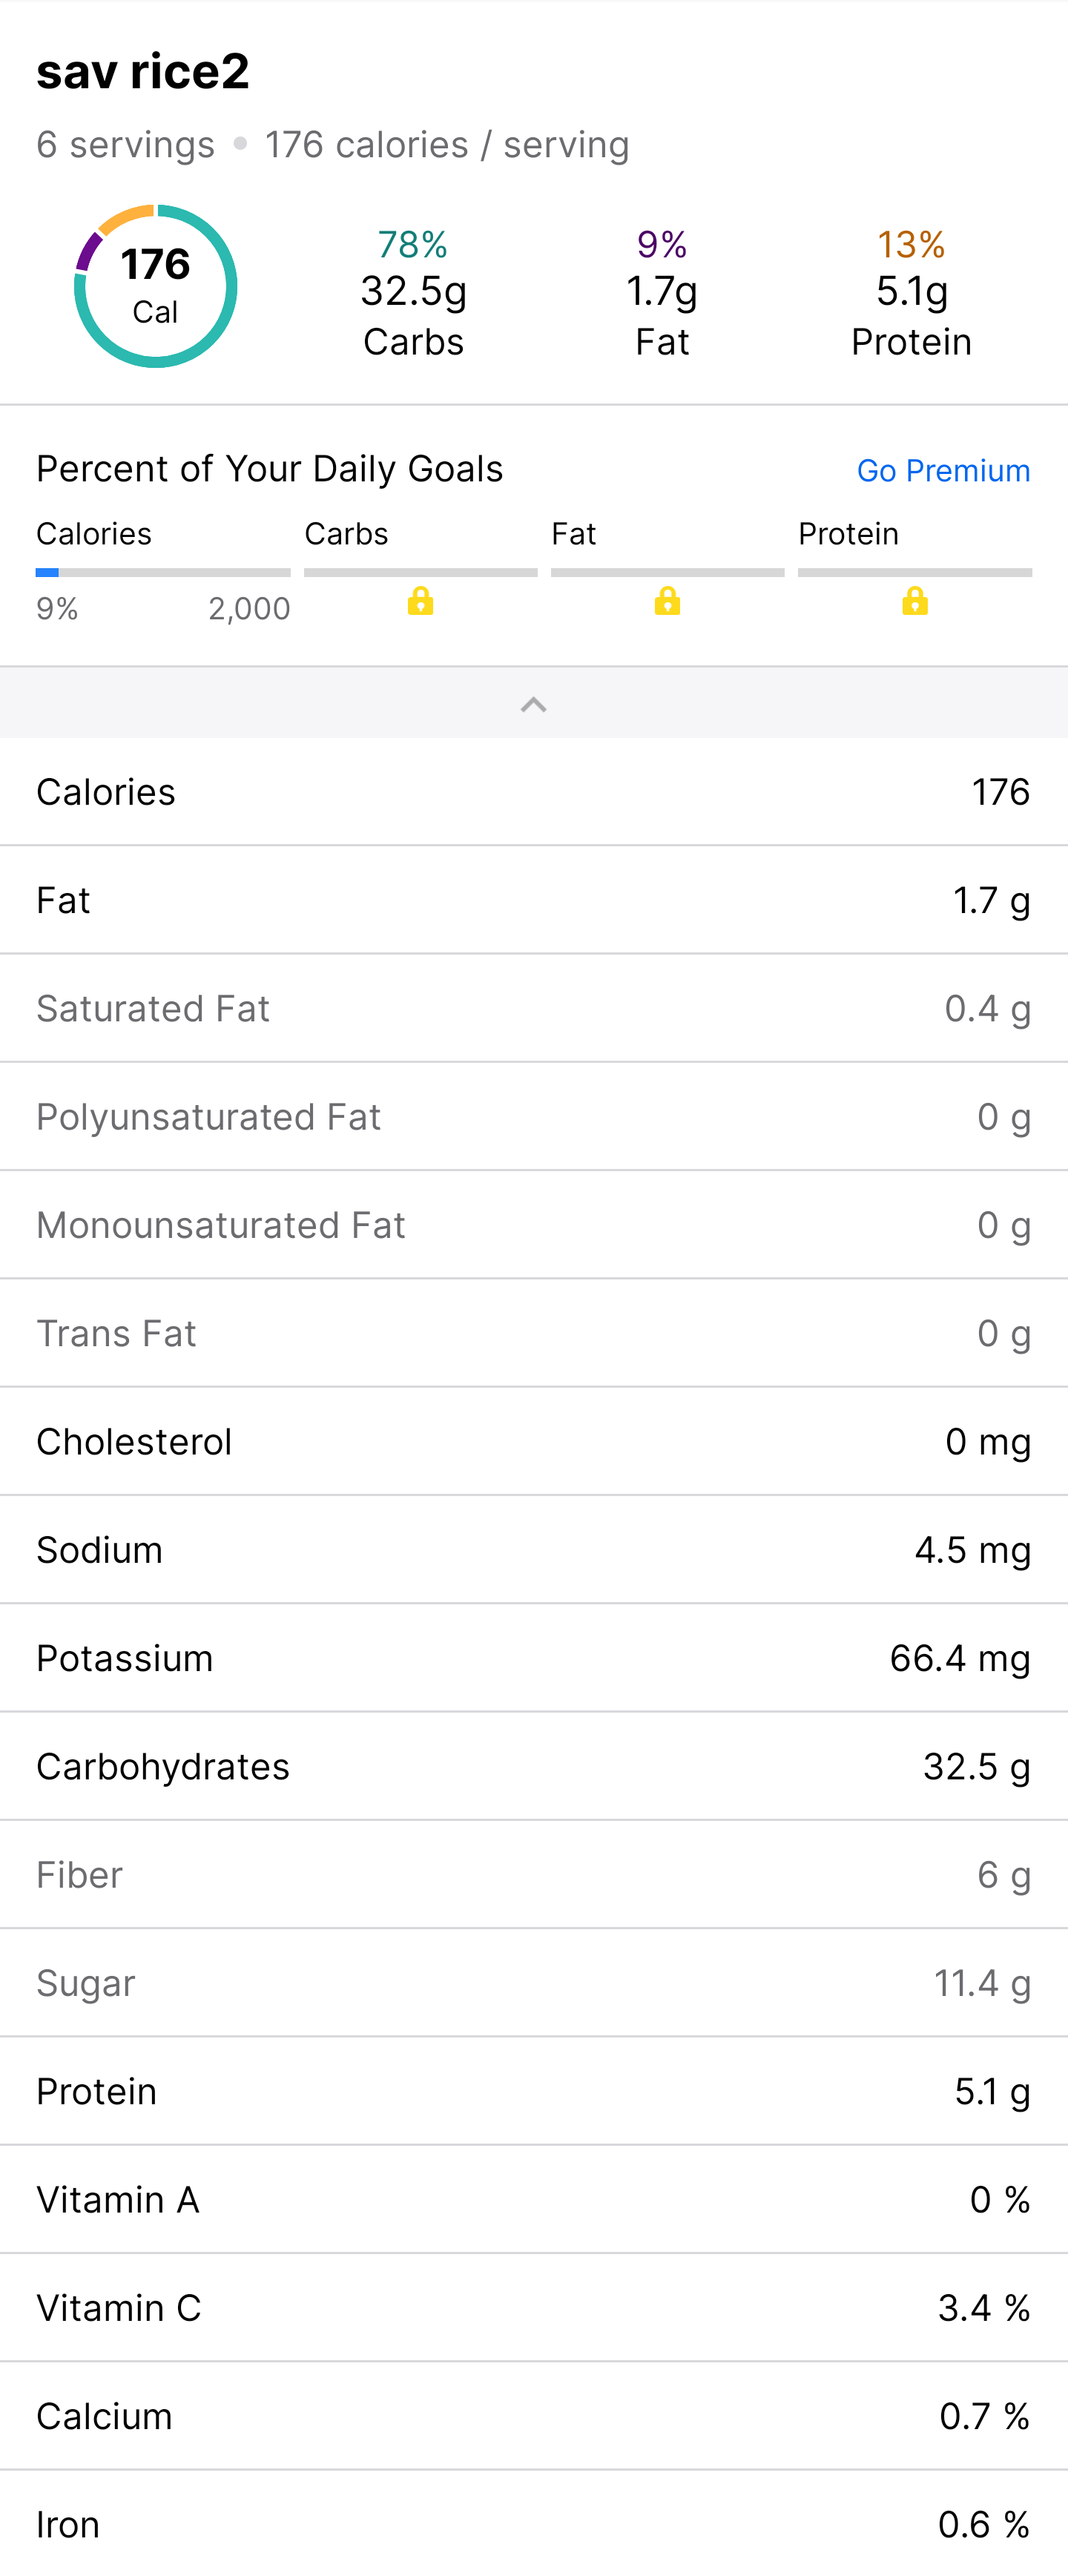 sav rice2
6 servings • 176 calories / serving
176
Cal
78%
32.5g
Carbs
9%
1.7g
Fat
13%
5.1g
Protein
Percent of Your Daily Goals
Go Premium
Calories
Carbs
Fat
Protein
9%
2,000
Calories 176
Fat 1.7 g
Saturated Fat 0.4 g
Polyunsaturated Fat 0 g
Monounsaturated Fat 0 g
Trans Fat 0 g
Cholesterol 0 mg
Sodium 4.5 mg
Potassium 66.4 mg
Carbohydrates 32.5 g
Fiber 6 g
Sugar 11.4 g
Protein 5.1 g
Vitamin A 0 %
Vitamin C 3.4 %
Calcium 0.7 %
Iron 0.6 %